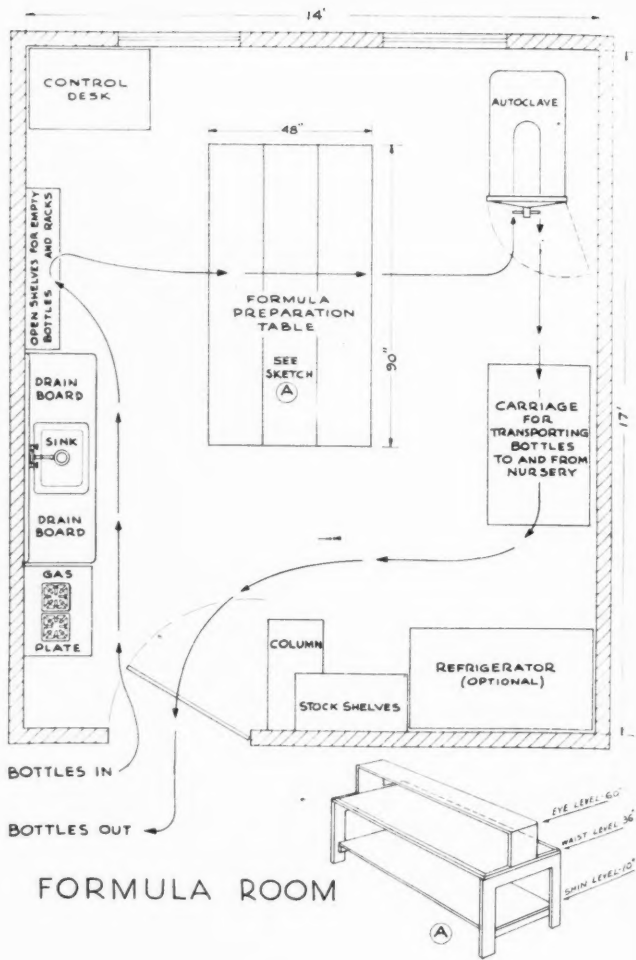 14'
CONTROL
DESK
AUTOCLAVE
48"
OPEN SHELVES FOR EMPTY
BOTTLES AND RACKS
FORMULA
PREPARATION
TABLE
90"
SEE
SKETCH
A
DRAIN
BOARD
SINK
DRAIN
BOARD
CARRIAGE
FOR
TRANSPORTING
BOTTLES
TO AND FROM
NURSERY
17'
GAS
PLATE
COLUMN
STOCK SHELVES
REFRIGERATOR
(OPTIONAL)
BOTTLES IN
BOTTLES OUT
EYE LEVEL-60"
WAIST LEVEL 36"
SHIN LEVEL-10"
A
FORMULA ROOM